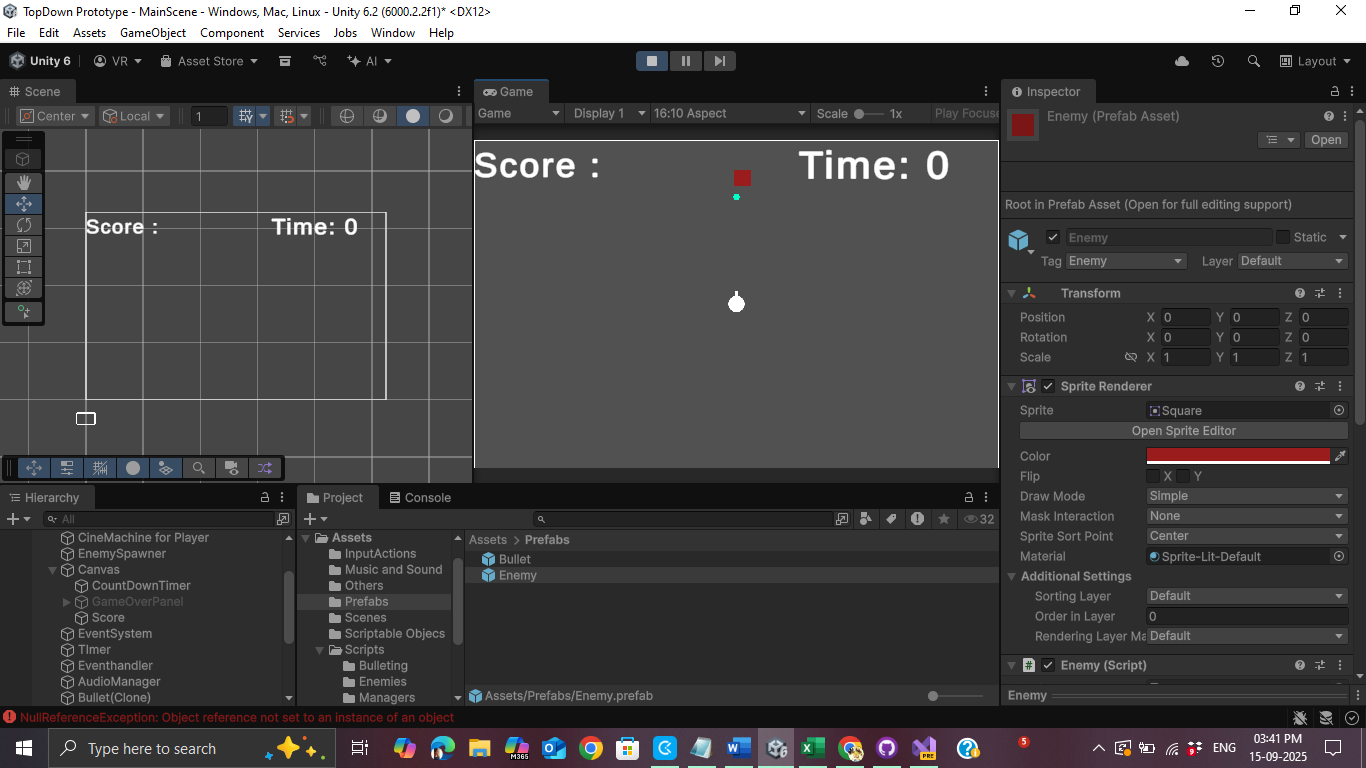 TopDown Prototype - MainScene - Windows, Mac, Linux - Unity 6.2 (6000.2.2f1)* <DX12>
File Edit Assets GameObject Component Services Jobs Window Help
Unity 6 VR Asset Store AI Layout
Scene
Center Local 1
Score : Time: 0
Game
Game Display 1 16:10 Aspect Scale 1x Play Focuse
Score : Time: 0
Inspector
Enemy (Prefab Asset)
Open
Root in Prefab Asset (Open for full editing support)
Enemy Static
Tag Enemy Layer Default
Transform
Position X 0 Y 0 Z 0
Rotation X 0 Y 0 Z 0
Scale X 1 Y 1 Z 1
Sprite Renderer
Sprite Square
Open Sprite Editor
Color
Flip X Y
Draw Mode Simple
Mask Interaction None
Sprite Sort Point Center
Material Sprite-Lit-Default
Additional Settings
Sorting Layer Default
Order in Layer 0
Rendering Layer Ma Default
Enemy (Script)
Enemy
Hierarchy
All
CineMachine for Player
EnemySpawner
Canvas
CountDownTimer
GameOverPanel
Score
EventSystem
TImer
Eventhandler
AudioManager
Bullet(Clone)
Project Console
32
Assets
InputActions
Music and Sound
Others
Prefabs
Scenes
Scriptable Objecs
Scripts
Bulleting
Enemies
Managers
Assets > Prefabs
Bullet
Enemy
Assets/Prefabs/Enemy.prefab
NullReferenceException: Object reference not set to an instance of an object
Type here to search
M365
PRE
5
9
ENG
03:41 PM
15-09-2025